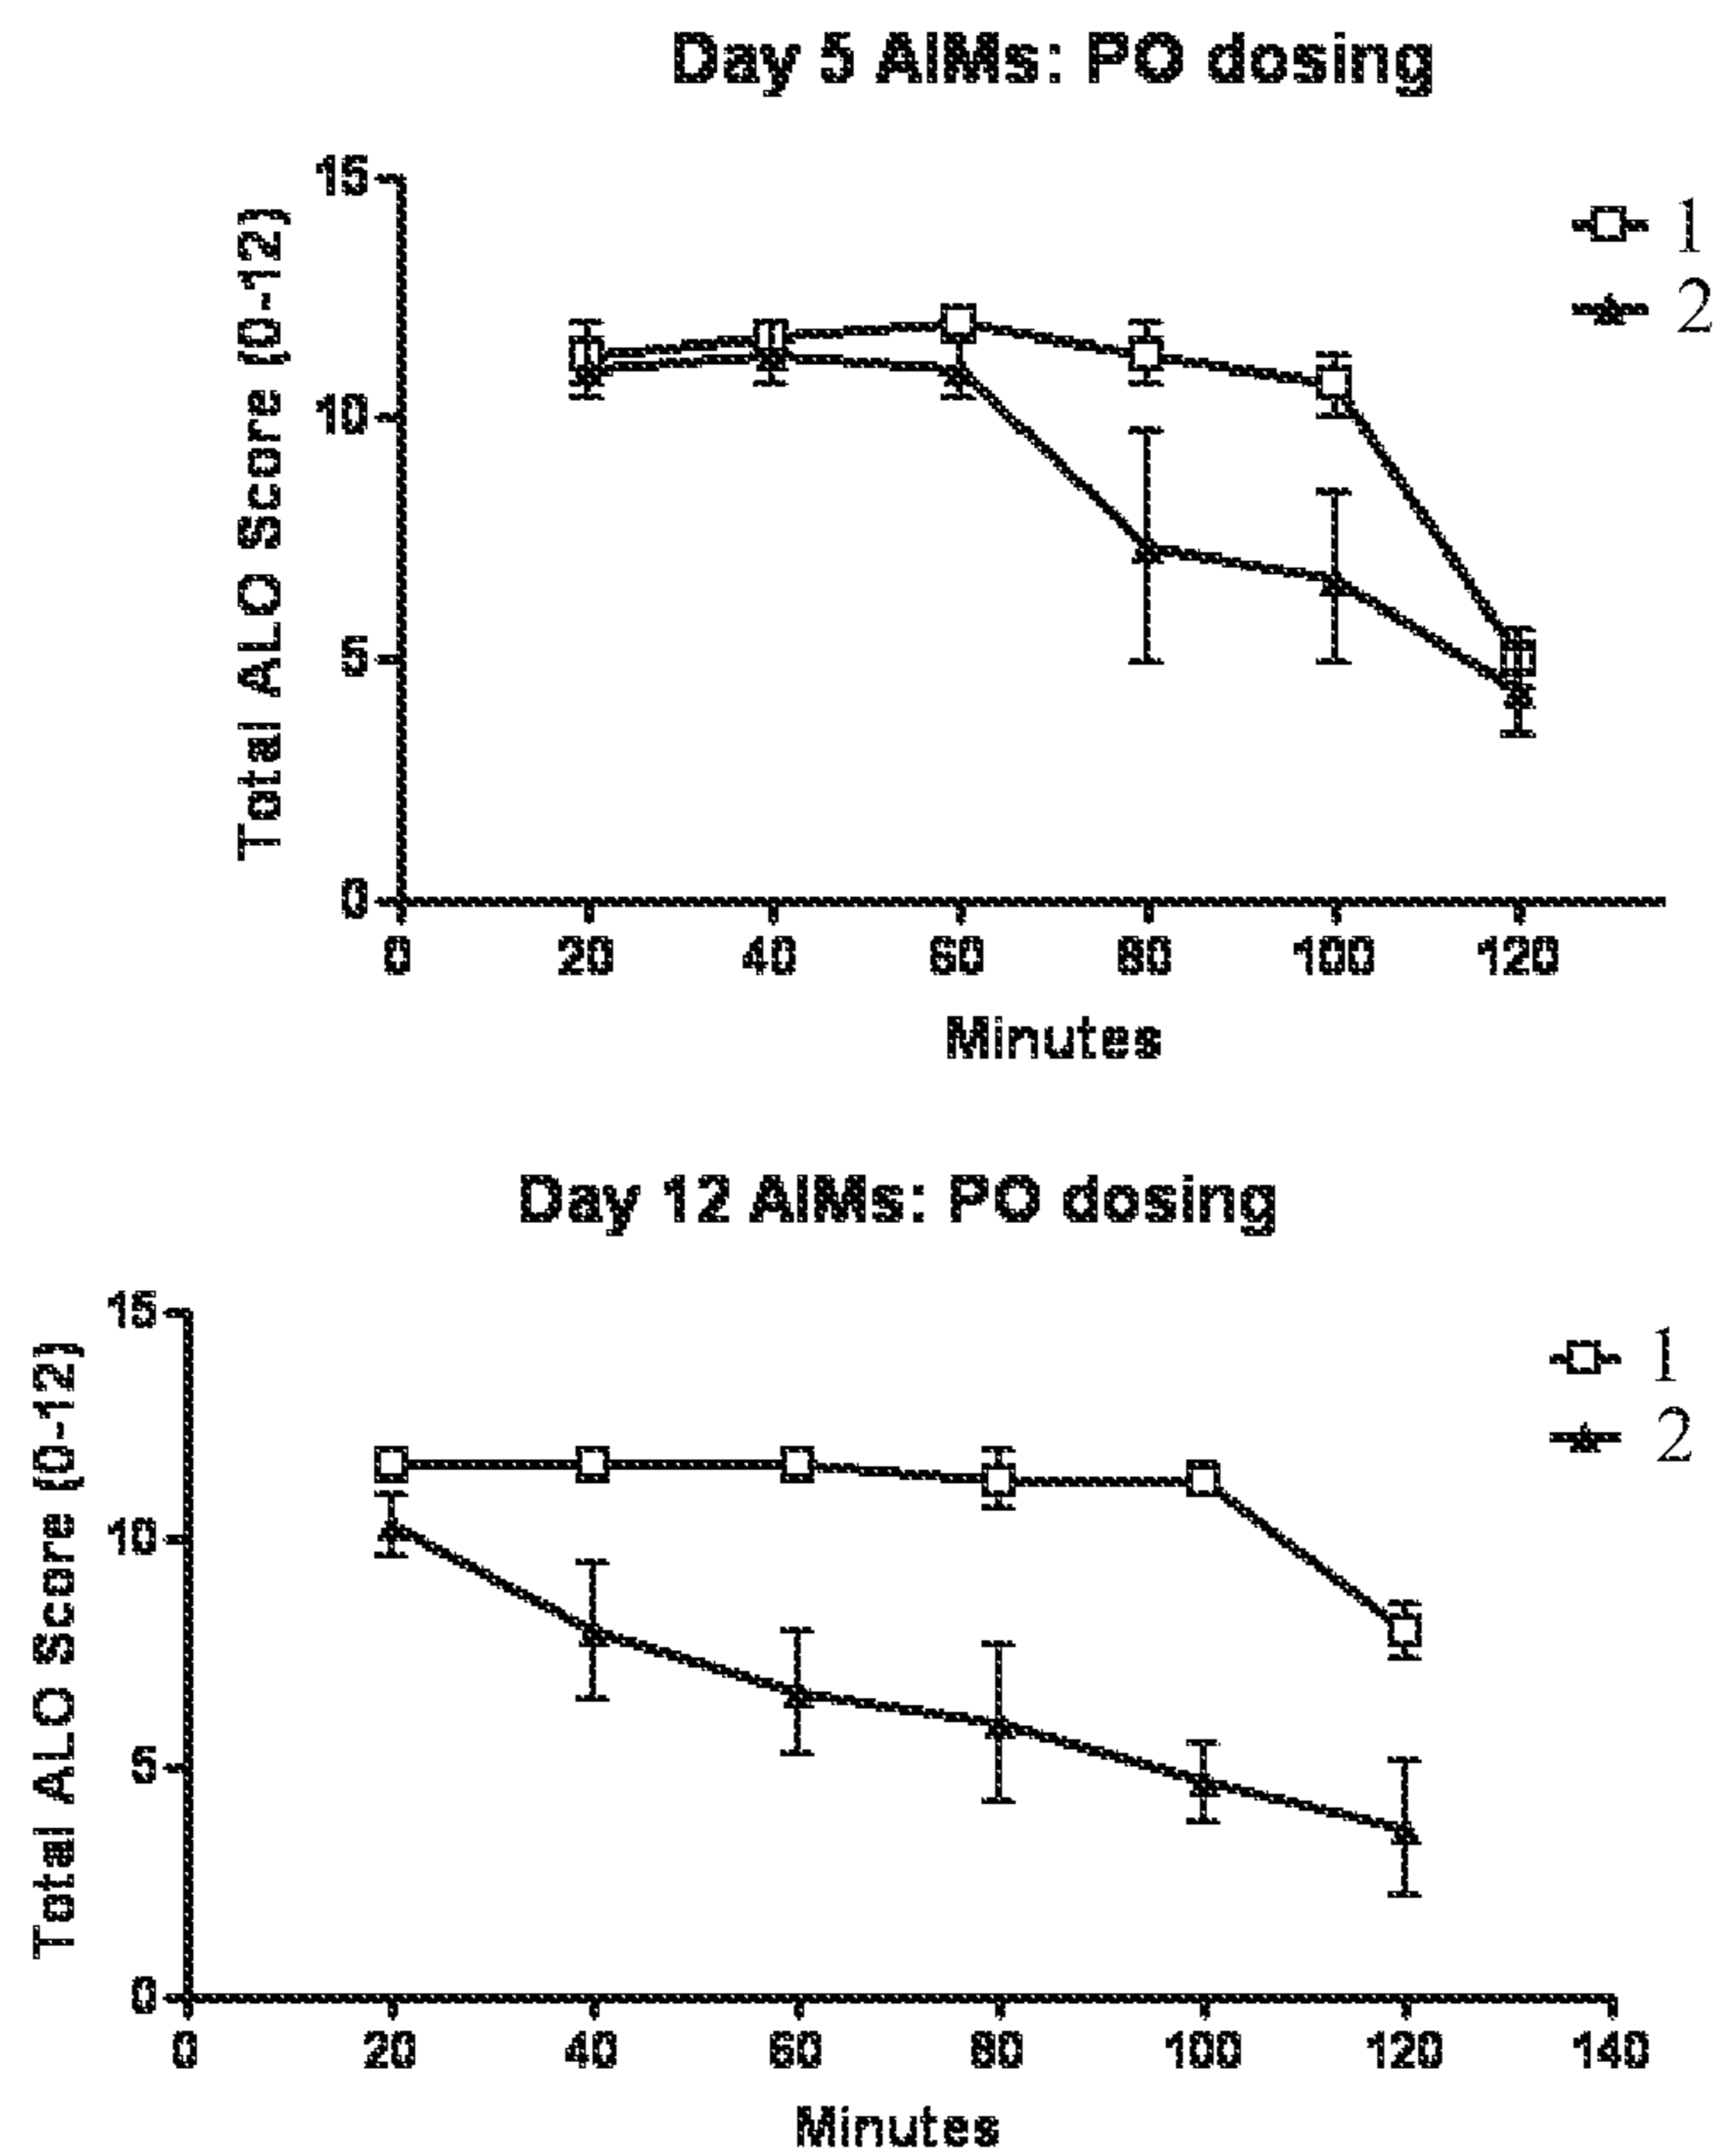 Day 5 AIMs: PO dosing
Total ALO Score [0-12]
15
10
5
0
0 20 40 60 80 100 120
Minutes
1
2
Day 12 AIMs: PO dosing
Total ALO Score [0-12]
15
10
5
0
0 20 40 60 80 100 120 140
Minutes
1
2